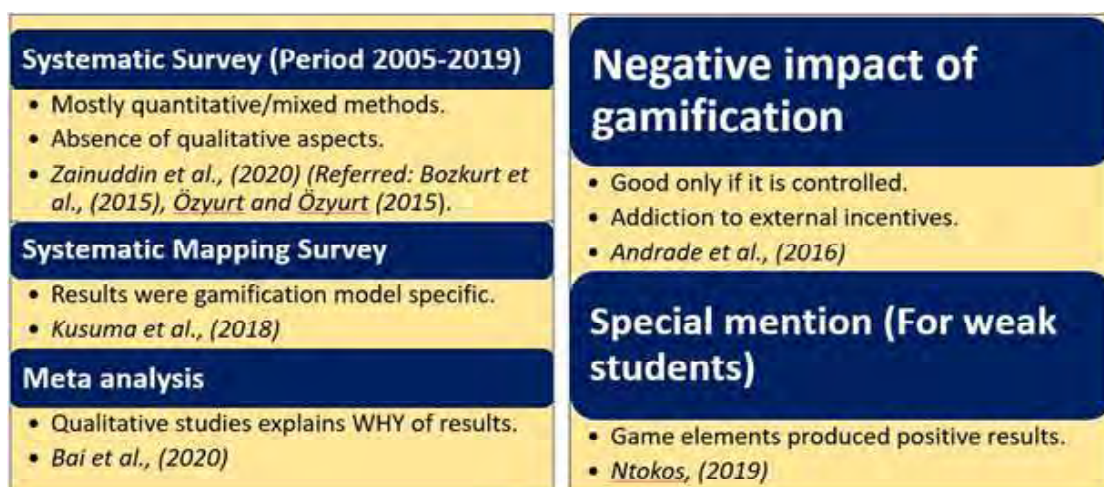 Systematic Survey (Period 2005-2019)
• Mostly quantitative/mixed methods.
• Absence of qualitative aspects.
• Zainuddin et al., (2020) (Referred: Bozkurt et
al., (2015), Özyurt and Özyurt (2015).
Systematic Mapping Survey
• Results were gamification model specific.
• Kusuma et al., (2018)
Meta analysis
• Qualitative studies explains WHY of results.
• Bai et al., (2020)
Negative impact of
gamification
• Good only if it is controlled.
• Addiction to external incentives.
• Andrade et al., (2016)
Special mention (For weak
students)
• Game elements produced positive results.
• Ntokos, (2019)